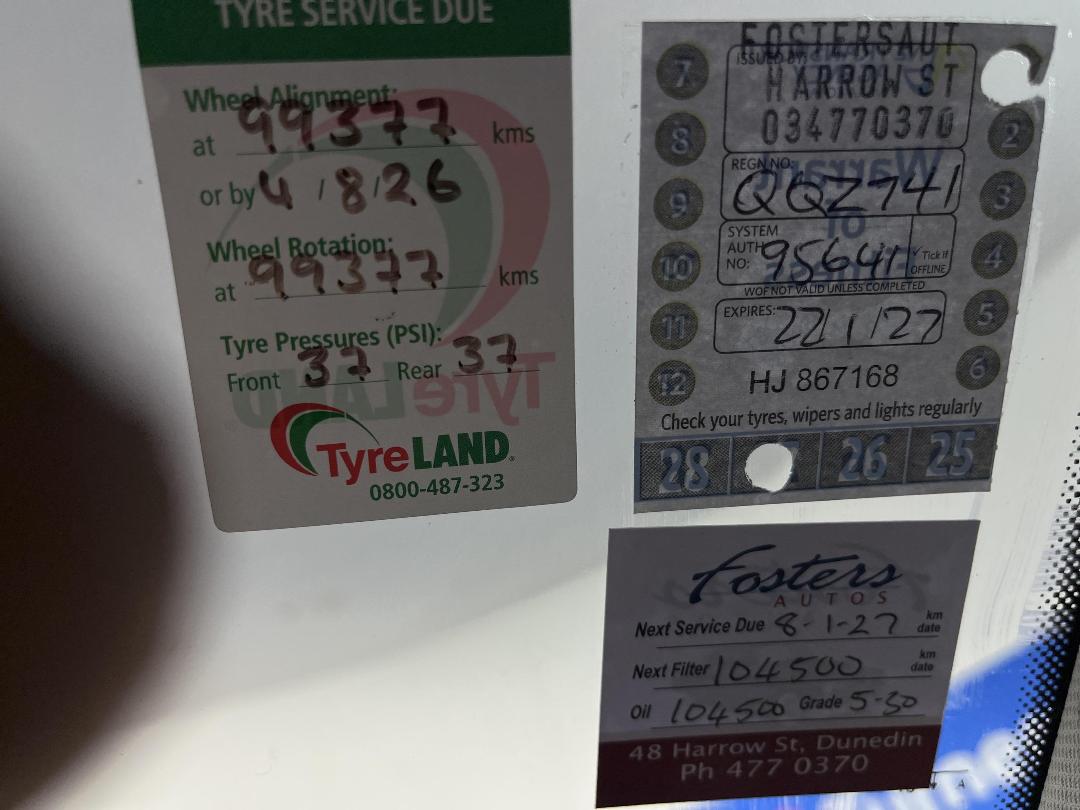 TYRE SERVICE DUE
Wheel Alignment:
at 99377 kms
or by 4/8/26
Wheel Rotation:
at 99377 kms
Tyre Pressures (PSI):
Front 37 Rear 37
TyreLAND
0800-487-323
7
8
9
10
11
12
ISSUED BY:
FOSTERSAUT
HARROW ST
034770370
REGN NO:
QQZ741
SYSTEM
AUTH
NO: 95641 ✓ Tick if
OFFLINE
WOF NOT VALID UNLESS COMPLETED
EXPIRES: 22/1/27
HJ 867168
Check your tyres, wipers and lights regularly
2
3
4
5
6
28 26 25
Warrant
of
Fosters
AUTOS
Next Service Due 8-1-27 km
date
Next Filter 104500 km
date
Oil 104500 Grade 5-30
48 Harrow St, Dunedin
Ph 477 0370